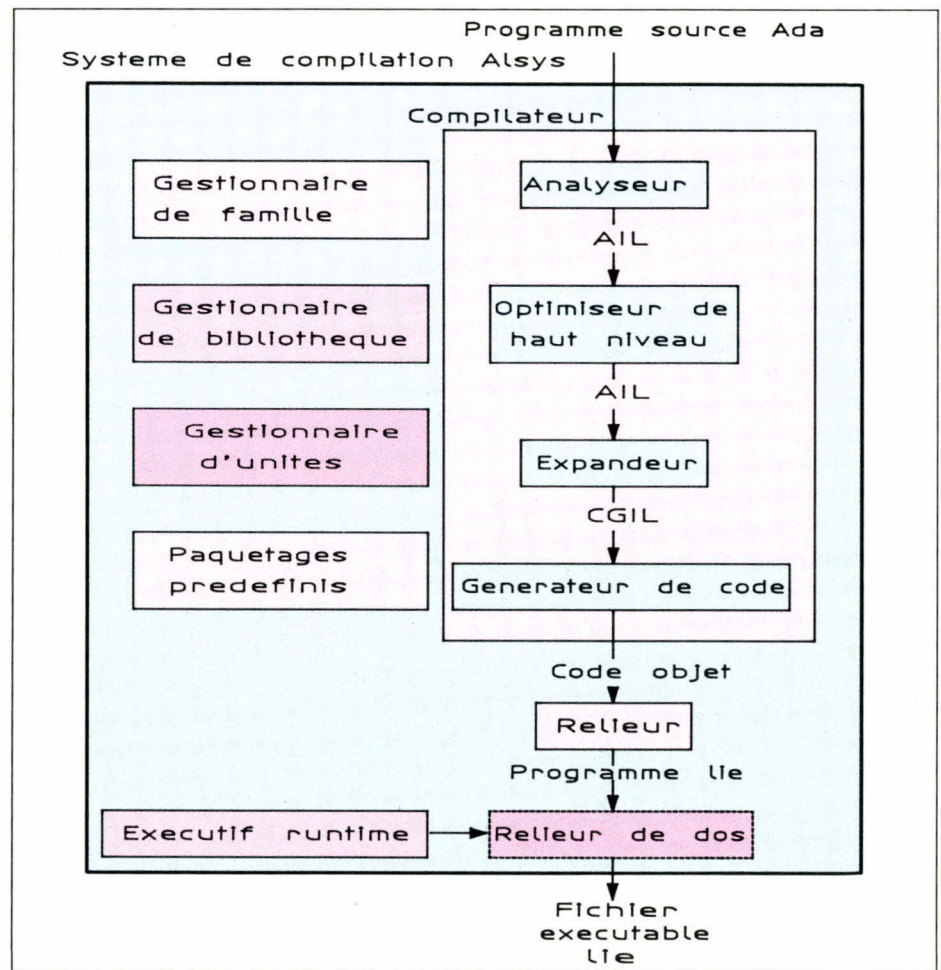 Programme source Ada
Systeme de compilation Alsys
Compilateur
Gestionnaire
de famille
Analyseur
AIL
Gestionnaire
de bibliotheque
Optimiseur de
haut niveau
AIL
Gestionnaire
d'unites
Expandeur
CGIL
Paquetages
predefinis
Generateur de code
Code objet
Relieur
Programme lie
Executif runtime
Relieur de dos
Fichier
executable
lie